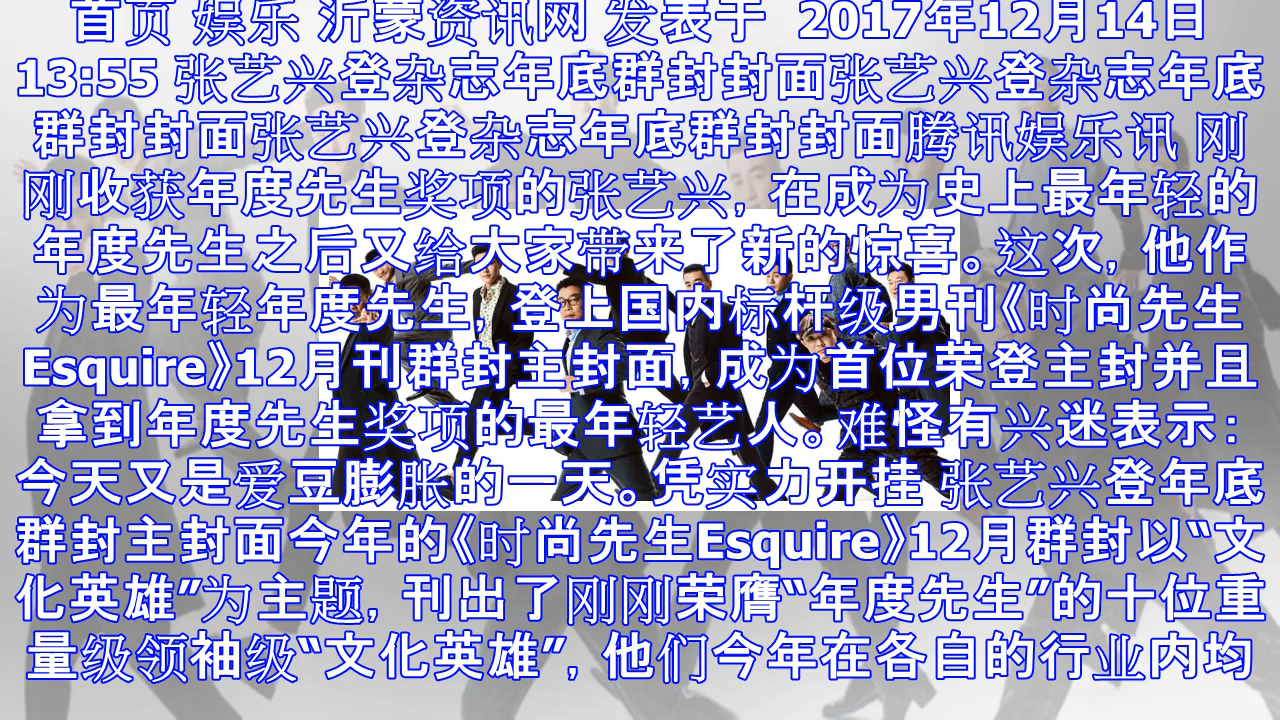 首页 娱乐 沂蒙资讯网 发表于 2017年12月14日
13:55 张艺兴登杂志年底群封封面张艺兴登杂志年底
群封封面张艺兴登杂志年底群封封面腾讯娱乐讯 刚
刚收获年度先生奖项的张艺兴, 在成为史上最年轻的
年度先生之后又给大家带来了新的惊喜。这次, 他作
为最年轻年度先生, 登上国内标杆级男刊《时尚先生
Esquire》12月刊群封主封面, 成为首位荣登主封并且
拿到年度先生奖项的最年轻艺人。难怪有兴迷表示:
今天又是爱豆膨胀的一天。凭实力开挂 张艺兴登年底
群封主封面今年的《时尚先生Esquire》12月群封以“文
化英雄”为主题, 刊出了刚刚荣膺“年度先生”的十位重
量级领袖级“文化英雄”, 他们今年在各自的行业内均